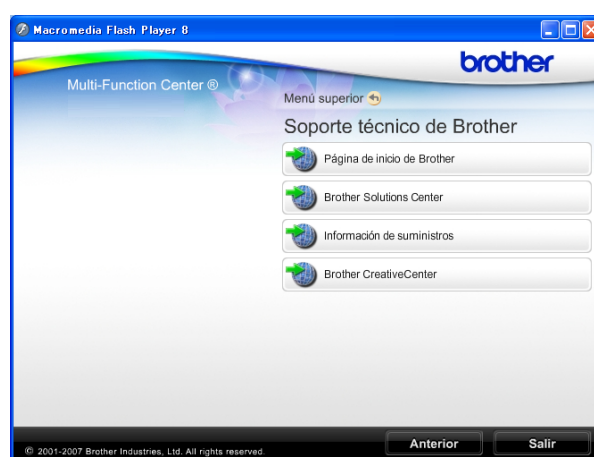 Macromedia Flash Player 8
brother
Multi-Function Center ®
Menú superior
Soporte técnico de Brother
Página de inicio de Brother
Brother Solutions Center
Información de suministros
Brother CreativeCenter
Anterior
Salir
© 2001-2007 Brother Industries, Ltd. All rights reserved.